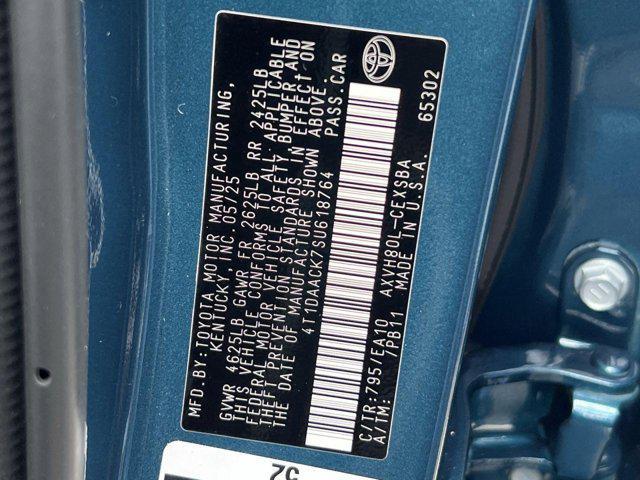 MFD.BY:TOYOTA MOTOR MANUFACTURING,
KENTUCKY, INC. 05/25
GVWR 4625LB GAWR FR 2625LB RR 2425LB
THIS VEHICLE CONFORMS TO ALL APPLICABLE
FEDERAL MOTOR VEHICLE SAFETY, BUMPER AND
THEFT PREVENTION STANDARDS IN EFFECT ON
THE DATE OF MANUFACTURE SHOWN ABOVE.
4T1DAACK7SU618764 PASS.CAR
C/TR:795/EA10 AXVH80L-CEXSBA
A/TM: /PB11 MADE IN U.S.A. 65302
52